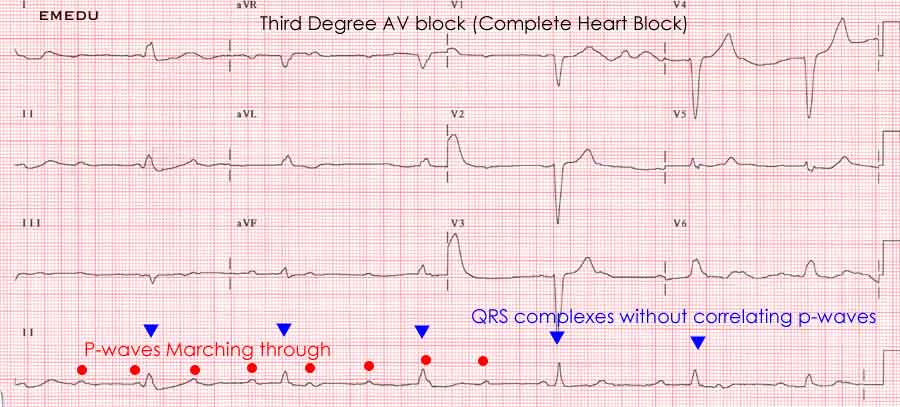 I
aVR
V1
V4
EMEDU
Third Degree AV block (Complete Heart Block)
II
aVL
V2
V5
III
aVF
V3
V6
QRS complexes without correlating p-waves
II
P-waves Marching through